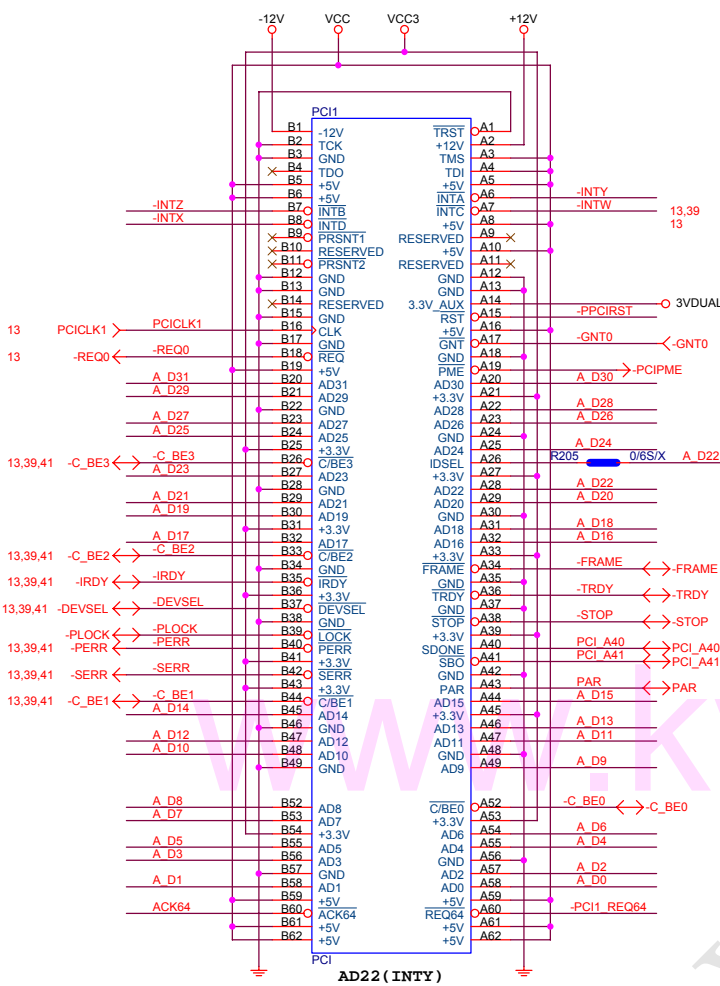 -12V VCC VCC3 +12V
PCI1
B1 -12V TRST A1
B2 TCK +12V A2
B3 GND TMS A3
B4 TDO TDI A4
B5 +5V +5V A5
B6 +5V INTA A6 -INTY
-INTZ B7 INTB INTC A7 -INTW 13,39
-INTX B8 INTD +5V A8 13
B9 PRSNT1 RESERVED A9
B10 RESERVED +5V A10
B11 PRSNT2 RESERVED A11
B12 GND GND A12
B13 GND GND A13
B14 RESERVED 3.3V_AUX A14 3VDUAL
B15 GND RST A15 -PPCIRST
13 PCICLK1 PCICLK1 B16 CLK +5V A16
B17 GND GNT A17 -GNT0 -GNT0
13 -REQ0 -REQ0 B18 REQ GND A18
B19 +5V PME A19 -PCIPME
A_D31 B20 AD31 AD30 A20 A_D30
A_D29 B21 AD29 +3.3V A21
B22 GND AD28 A22 A_D28
A_D27 B23 AD27 AD26 A23 A_D26
A_D25 B24 AD25 GND A24
B25 +3.3V AD24 A25 A_D24
13,39,41 -C_BE3 -C_BE3 B26 C/BE3 IDSEL A26 R205 0/6S/X A_D22
A_D23 B27 AD23 +3.3V A27
B28 GND AD22 A28 A_D22
A_D21 B29 AD21 AD20 A29 A_D20
A_D19 B30 AD19 GND A30
B31 +3.3V AD18 A31 A_D18
A_D17 B32 AD17 AD16 A32 A_D16
13,39,41 -C_BE2 -C_BE2 B33 C/BE2 +3.3V A33
B34 GND FRAME A34 -FRAME -FRAME
13,39,41 -IRDY -IRDY B35 IRDY GND A35
B36 +3.3V TRDY A36 -TRDY -TRDY
13,39,41 -DEVSEL -DEVSEL B37 DEVSEL GND A37
B38 GND STOP A38 -STOP -STOP
-PLOCK -PLOCK B39 LOCK +3.3V A39
13,39,41 -PERR -PERR B40 PERR SDONE A40 PCI_A40 PCI_A40
B41 +3.3V SBO A41 PCI_A41 PCI_A41
13,39,41 -SERR -SERR B42 SERR GND A42
B43 +3.3V PAR A43 PAR PAR
13,39,41 -C_BE1 -C_BE1 B44 C/BE1 AD15 A44 A_D15
A_D14 B45 AD14 +3.3V A45
B46 GND AD13 A46 A_D13
A_D12 B47 AD12 AD11 A47 A_D11
A_D10 B48 AD10 GND A48
B49 GND AD9 A49 A_D9
www.k
A_D8 B52 AD8 C/BE0 A52 -C_BE0 -C_BE0
A_D7 B53 AD7 +3.3V A53
B54 +3.3V AD6 A54 A_D6
A_D5 B55 AD5 AD4 A55 A_D4
A_D3 B56 AD3 GND A56
B57 GND AD2 A57 A_D2
A_D1 B58 AD1 AD0 A58 A_D0
B59 +5V +5V A59
ACK64 B60 ACK64 REQ64 A60 -PCI1_REQ64
B61 +5V +5V A61
B62 +5V +5V A62
PCI
AD22(INTY)